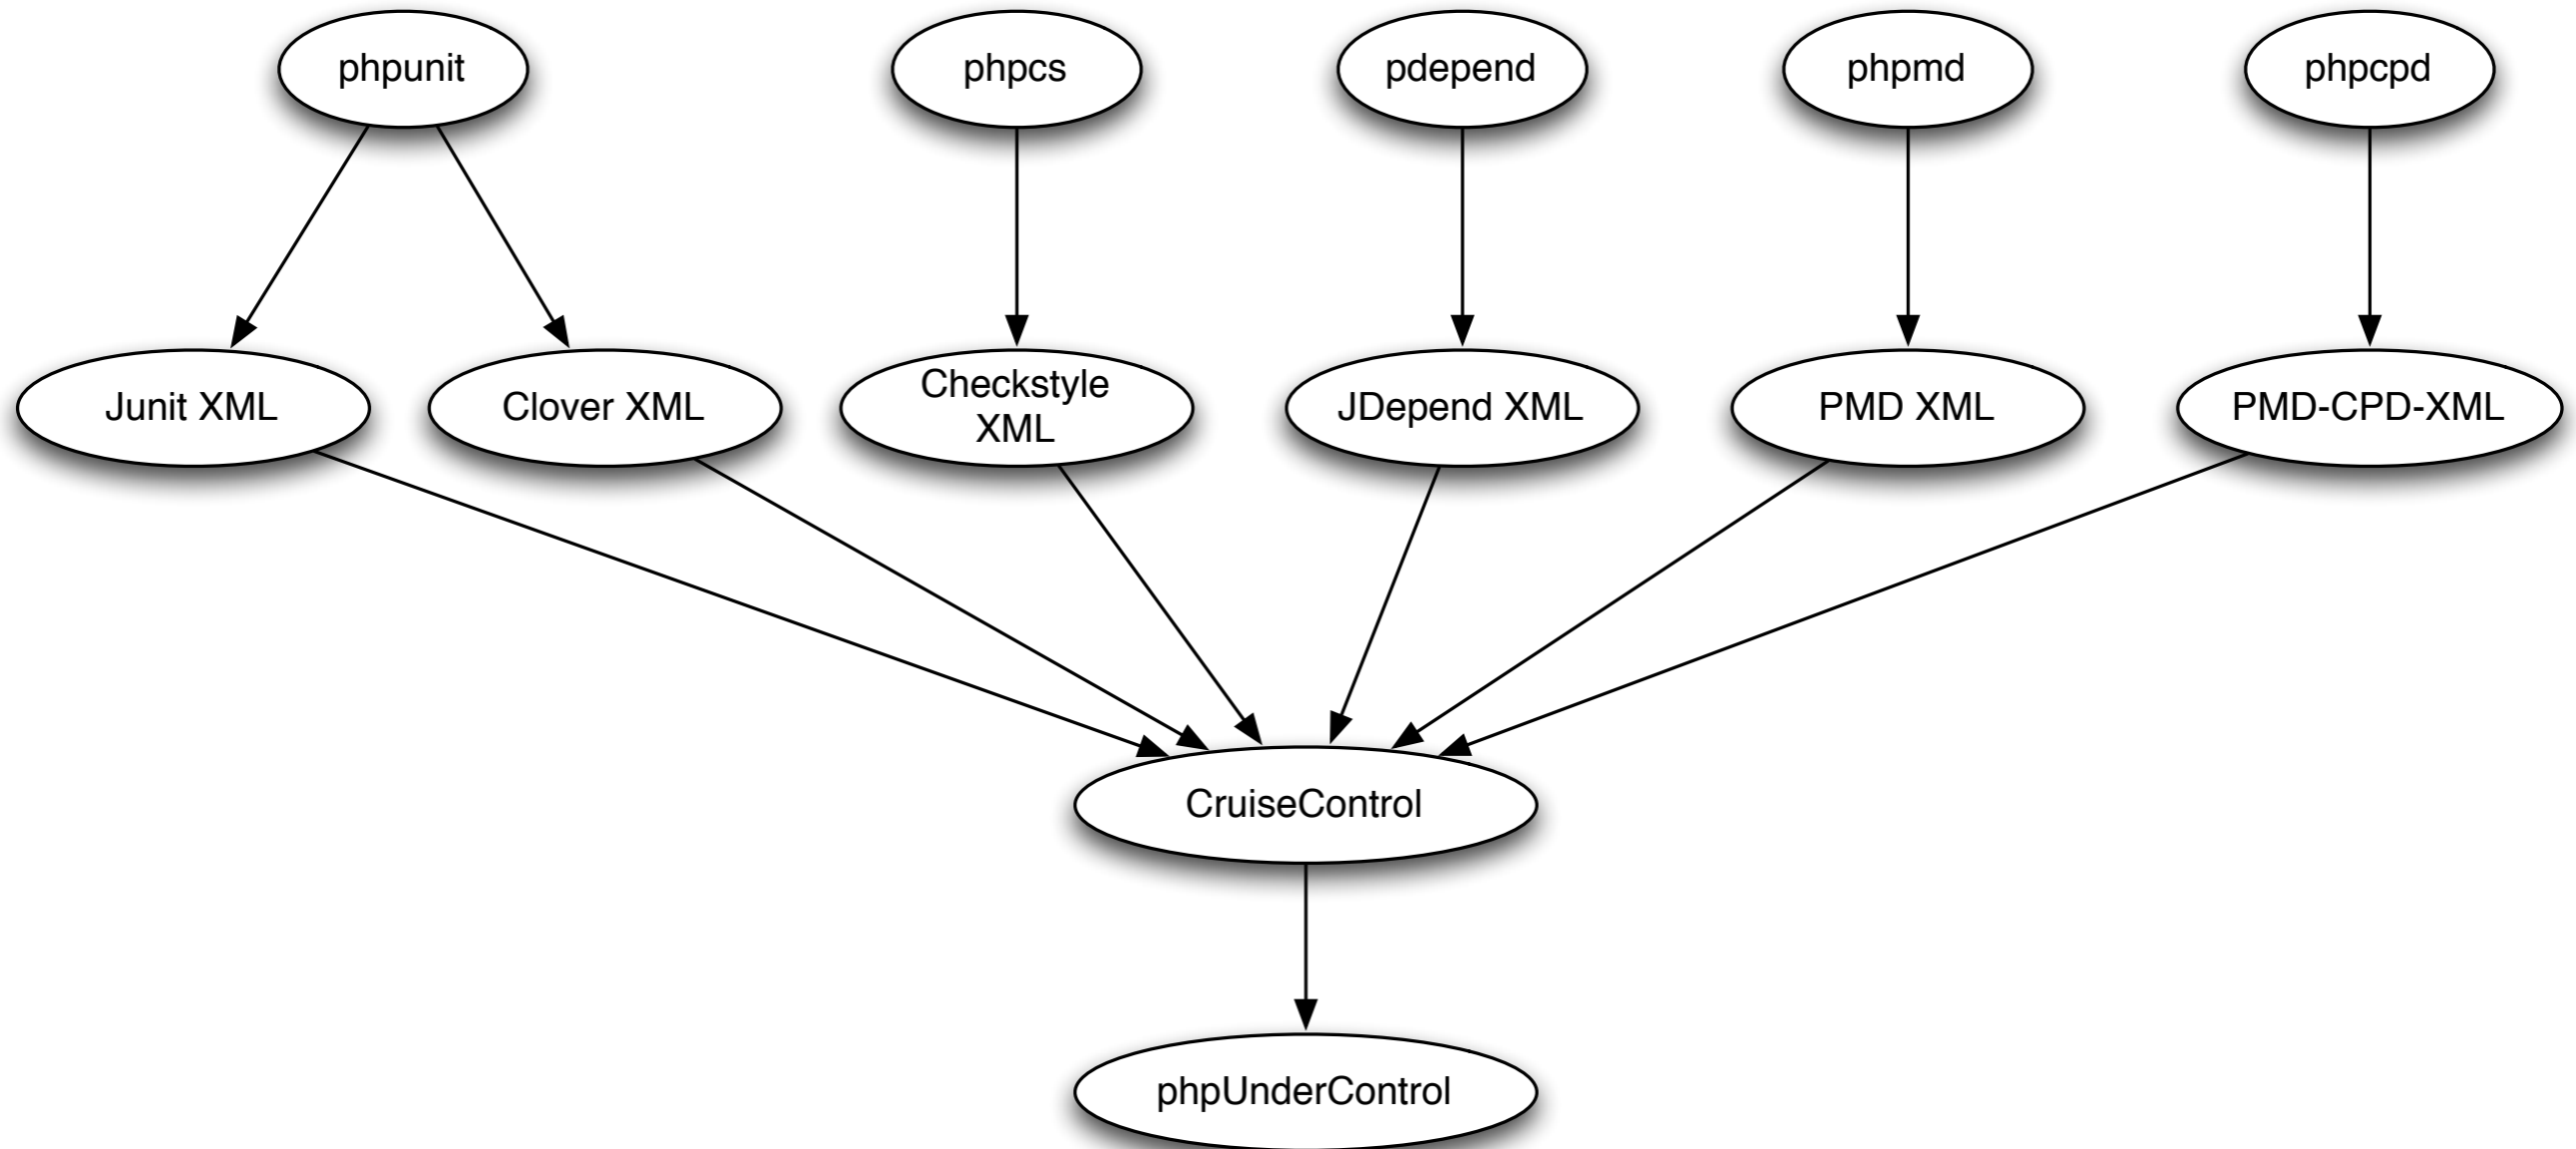 phpunit
phpcs
pdepend
phpmd
phpcpd
Junit XML
Clover XML
Checkstyle
XML
JDepend XML
PMD XML
PMD-CPD-XML
CruiseControl
phpUnderControl